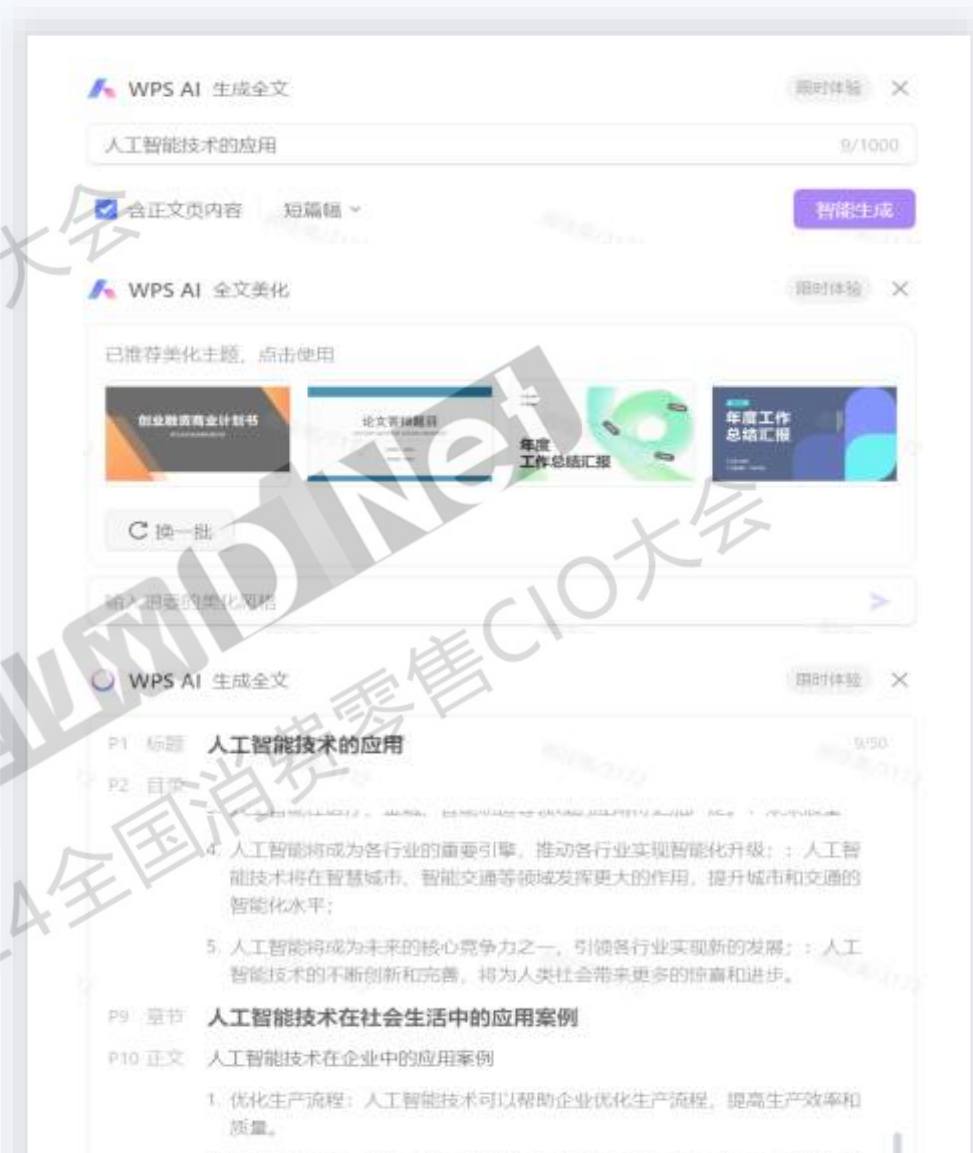 WPS AI 生成全文 限时体验
人工智能技术的应用 9/1000
含正文页内容 短篇幅 智能生成
WPS AI 全文美化 限时体验
已推荐美化主题，点击使用
创业融资商业计划书
论文答辩题目
年度
工作总结汇报
年度工作
总结汇报
换一批
输入想要的美化风格
WPS AI 生成全文 限时体验
P1 标题 人工智能技术的应用 9/50
P2 目录
4. 人工智能将成为各行业的重要引擎，推动各行业实现智能化升级；：人工智
能技术将在智慧城市、智能交通等领域发挥更大的作用，提升城市和交通的
智能化水平；
5. 人工智能将成为未来的核心竞争力之一，引领各行业实现新的发展；：人工
智能技术的不断创新和完善，将为人类社会带来更多的惊喜和进步。
P9 章节 人工智能技术在社会生活中的应用案例
P10 正文 人工智能技术在企业中的应用案例
1. 优化生产流程：人工智能技术可以帮助企业优化生产流程，提高生产效率和
质量。
大会
4全国消费零售CIO大会